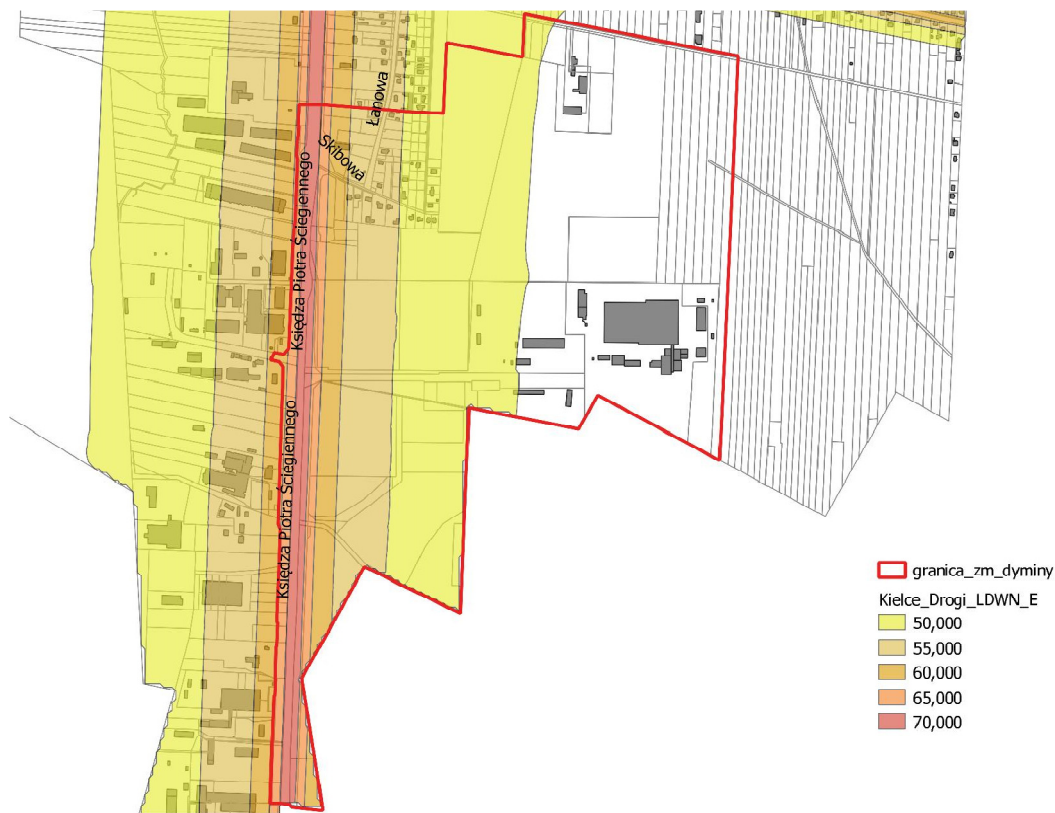 Łanowa
Skibowa
Księdza Piotra Ściegiennego
Księdza Piotra Ściegiennego
granica_zm_dyminy
Kielce_Drogi_LDWN_E
50,000
55,000
60,000
65,000
70,000